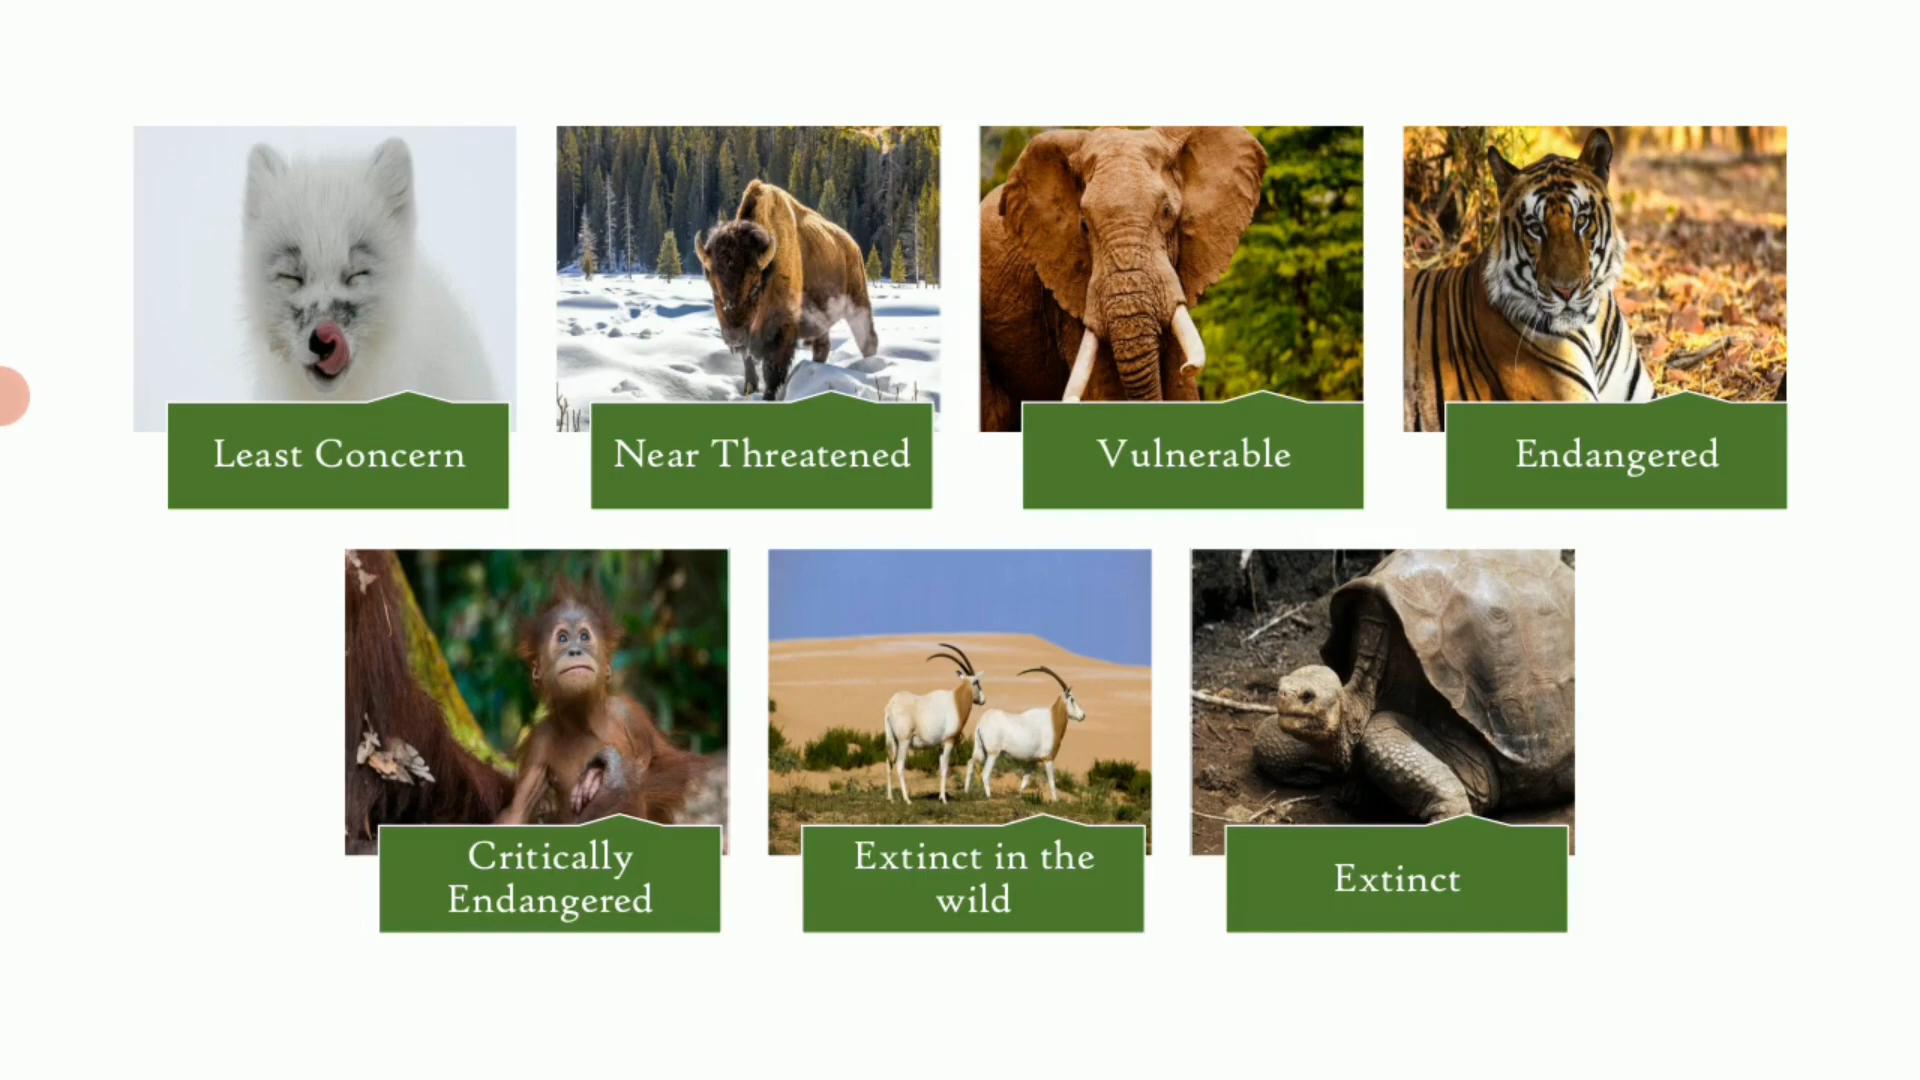 Least Concern
Near Threatened
Vulnerable
Endangered
Critically
Endangered
Extinct in the
wild
Extinct